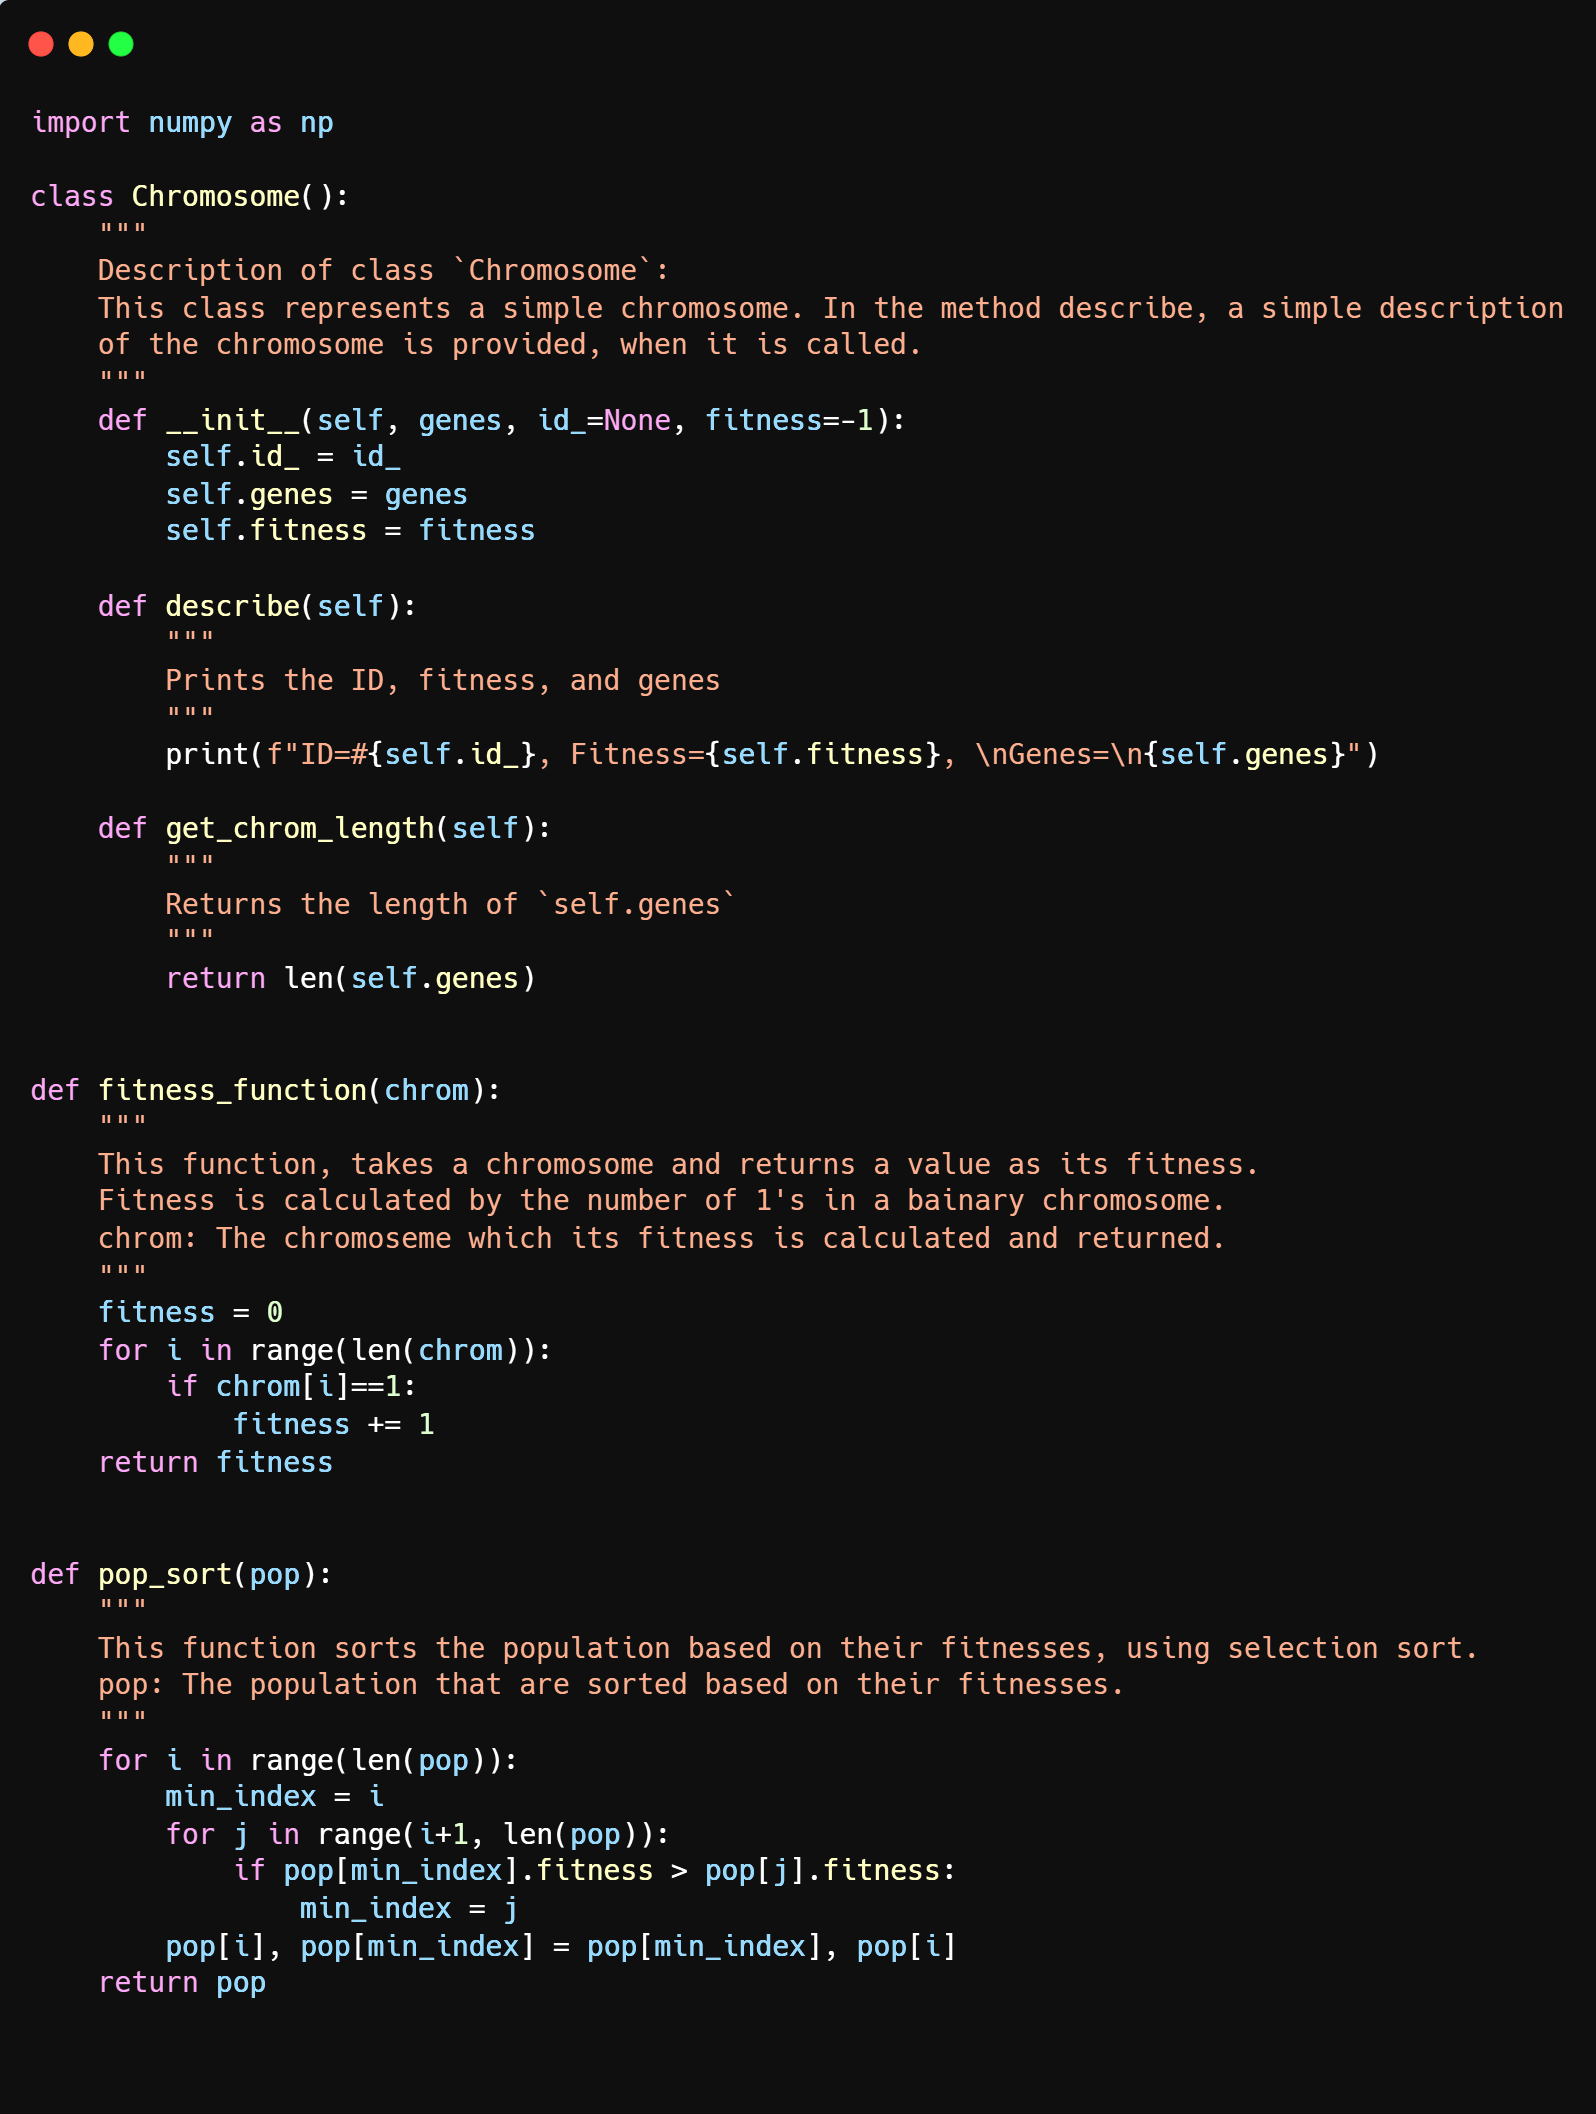 import numpy as np

class Chromosome():
    """
    Description of class `Chromosome`:
    This class represents a simple chromosome. In the method describe, a simple description
    of the chromosome is provided, when it is called.
    """
    def __init__(self, genes, id_=None, fitness=-1):
        self.id_ = id_
        self.genes = genes
        self.fitness = fitness

    def describe(self):
        """
        Prints the ID, fitness, and genes
        """
        print(f"ID=#{self.id_}, Fitness={self.fitness}, \nGenes=\n{self.genes}")

    def get_chrom_length(self):
        """
        Returns the length of `self.genes`
        """
        return len(self.genes)


def fitness_function(chrom):
    """
    This function, takes a chromosome and returns a value as its fitness.
    Fitness is calculated by the number of 1's in a bainary chromosome.
    chrom: The chromoseme which its fitness is calculated and returned.
    """
    fitness = 0
    for i in range(len(chrom)):
        if chrom[i]==1:
            fitness += 1
    return fitness


def pop_sort(pop):
    """
    This function sorts the population based on their fitnesses, using selection sort.
    pop: The population that are sorted based on their fitnesses.
    """
    for i in range(len(pop)):
        min_index = i
        for j in range(i+1, len(pop)):
            if pop[min_index].fitness > pop[j].fitness:
                min_index = j
        pop[i], pop[min_index] = pop[min_index], pop[i]
    return pop